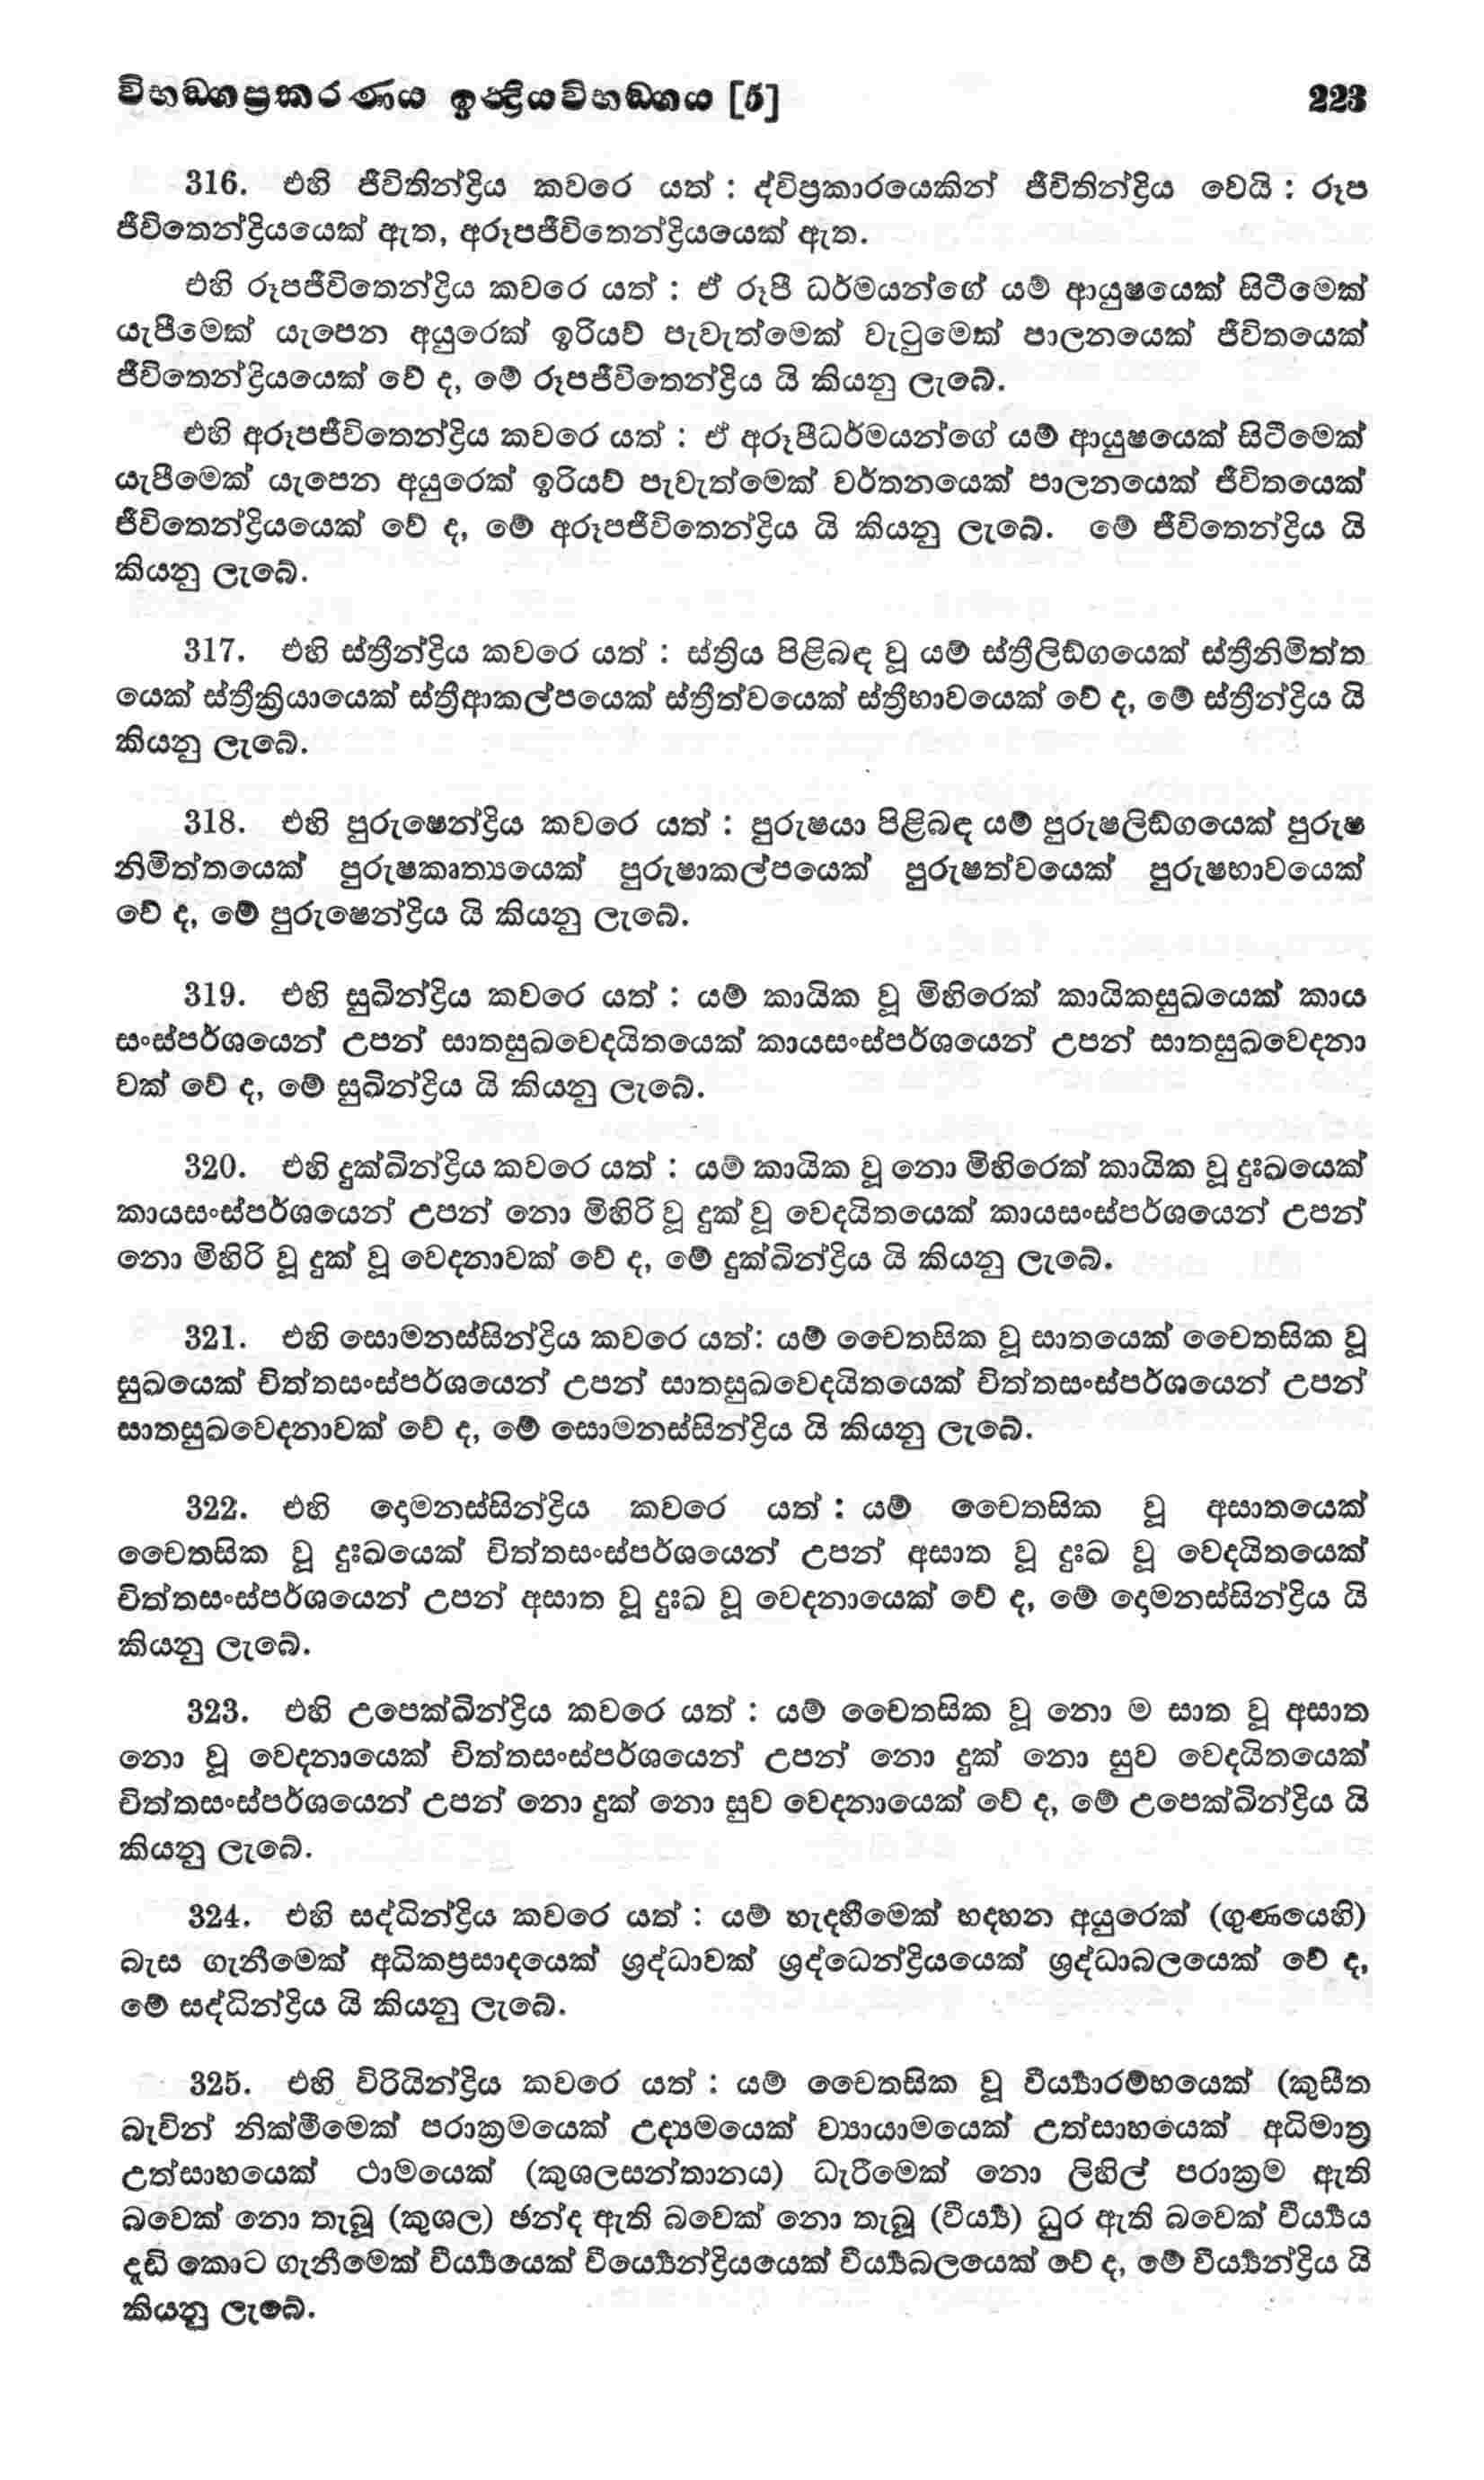 විභඞ්ගප්‍රකරණය ඉන්‍ද්‍රියවිභඞ්ගය [5] 223
316. එහි ජීවිතින්ද්‍රිය කවරෙ යත් : ද්විප්‍රකාරයෙකින් ජීවිතින්ද්‍රිය වෙයි : රූප
ජීවිතෙන්ද්‍රියයෙක් ඇත, අරූපජීවිතෙන්ද්‍රියයෙක් ඇත.
එහි රූපජීවිතෙන්ද්‍රිය කවරෙ යත් : ඒ රූපී ධර්මයන්ගේ යම් ආයුෂයෙක් සිටීමෙක්
යැපීමෙක් යැපෙන අයුරෙක් ඉරියව් පැවැත්මෙක් වැටුමෙක් පාලනයෙක් ජීවිතයෙක්
ජීවිතෙන්ද්‍රියයෙක් වේ ද, මේ රූපජීවිතෙන්ද්‍රිය යි කියනු ලැබේ.
එහි අරූපජීවිතෙන්ද්‍රිය කවරෙ යත් : ඒ අරූපීධර්මයන්ගේ යම් ආයුෂයෙක් සිටීමෙක්
යැපීමෙක් යැපෙන අයුරෙක් ඉරියව් පැවැත්මෙක් වර්තනයෙක් පාලනයෙක් ජීවිතයෙක්
ජීවිතෙන්ද්‍රියයෙක් වේ ද, මේ අරූපජීවිතෙන්ද්‍රිය යි කියනු ලැබේ. මේ ජීවිතෙන්ද්‍රිය යි
කියනු ලැබේ.
317. එහි ස්ත්‍රීන්ද්‍රිය කවරෙ යත් : ස්ත්‍රිය පිළිබඳ වූ යම් ස්ත්‍රීලිඞ්ගයෙක් ස්ත්‍රීනිමිත්ත
යෙක් ස්ත්‍රීක්‍රියායෙක් ස්ත්‍රීආකල්පයෙක් ස්ත්‍රීත්වයෙක් ස්ත්‍රීභාවයෙක් වේ ද, මේ ස්ත්‍රීන්ද්‍රිය යි
කියනු ලැබේ.
318. එහි පුරුෂෙන්ද්‍රිය කවරෙ යත් : පුරුෂයා පිළිබඳ යම් පුරුෂලිඞ්ගයෙක් පුරුෂ
නිමිත්තයෙක් පුරුෂකෘත්‍යයෙක් පුරුෂාකල්පයෙක් පුරුෂත්වයෙක් පුරුෂභාවයෙක්
වේ ද, මේ පුරුෂෙන්ද්‍රිය යි කියනු ලැබේ.
319. එහි සුඛින්ද්‍රිය කවරෙ යත් : යම් කායික වූ මිහිරෙක් කායිකසුඛයෙක් කාය
සංස්පර්ශයෙන් උපන් සාතසුඛවෙදයිතයෙක් කායසංස්පර්ශයෙන් උපන් සාතසුඛවෙදනා
වක් වේ ද, මේ සුඛින්ද්‍රිය යි කියනු ලැබේ.
320. එහි දුක්ඛින්ද්‍රිය කවරෙ යත් : යම් කායික වූ නො මිහිරෙක් කායික වූ දුඃඛයෙක්
කායසංස්පර්ශයෙන් උපන් නො මිහිරි වූ දුක් වූ වෙදයිතයෙක් කායසංස්පර්ශයෙන් උපන්
නො මිහිරි වූ දුක් වූ වෙදනාවක් වේ ද, මේ දුක්ඛින්ද්‍රිය යි කියනු ලැබේ.
321. එහි සොමනස්සින්ද්‍රිය කවරෙ යත්: යම් චෛතසික වූ සාතයෙක් චෛතසික වූ
සුඛයෙක් චිත්තසංස්පර්ශයෙන් උපන් සාතසුඛවෙදයිතයෙක් චිත්තසංස්පර්ශයෙන් උපන්
සාතසුඛවෙදනාවක් වේ ද, මේ සොමනස්සින්ද්‍රිය යි කියනු ලැබේ.
322. එහි දොමනස්සින්ද්‍රිය කවරෙ යත් : යම් චෛතසික වූ අසාතයෙක්
චෛතසික වූ දුඃඛයෙක් චිත්තසංස්පර්ශයෙන් උපන් අසාත වූ දුඃඛ වූ වෙදයිතයෙක්
චිත්තසංස්පර්ශයෙන් උපන් අසාත වූ දුඃඛ වූ වෙදනායෙක් වේ ද, මේ දොමනස්සින්ද්‍රිය යි
කියනු ලැබේ.
323. එහි උපෙක්ඛින්ද්‍රිය කවරෙ යත් : යම් චෛතසික වූ නො ම සාත වූ අසාත
නො වූ වෙදනායෙක් චිත්තසංස්පර්ශයෙන් උපන් නො දුක් නො සුව වෙදයිතයෙක්
චිත්තසංස්පර්ශයෙන් උපන් නො දුක් නො සුව වෙදනායෙක් වේ ද, මේ උපෙක්ඛින්ද්‍රිය යි
කියනු ලැබේ.
324. එහි සද්ධින්ද්‍රිය කවරෙ යත් : යම් හැදහීමෙක් හදහන අයුරෙක් (ගුණයෙහි)
බැස ගැනීමෙක් අධිකප්‍රසාදයෙක් ශ්‍රද්ධාවක් ශ්‍රද්ධෙන්ද්‍රියයෙක් ශ්‍රද්ධාබලයෙක් වේ ද,
මේ සද්ධින්ද්‍රිය යි කියනු ලැබේ.
325. එහි විරියින්ද්‍රිය කවරෙ යත් : යම් චෛතසික වූ වීර්‍ය්‍යාරම්භයෙක් (කුසීත
බැවින් නික්මීමෙක් පරාක්‍රමයෙක් උද්‍යමයෙක් ව්‍යායාමයෙක් උත්සාහයෙක් අධිමාත්‍ර
උත්සාහයෙක් ථාමයෙක් (කුශලසන්තානය) ධැරීමෙක් නො ලිහිල් පරාක්‍රම ඇති
බවෙක් නො තැබූ (කුශල) ඡන්ද ඇති බවෙක් නො තැබූ (වීර්‍ය්‍ය) ධුර ඇති බවෙක් වීර්‍ය්‍යය
දැඩි කොට ගැනීමෙක් වීර්‍ය්‍යයෙක් වීර්‍ය්‍යෙන්ද්‍රියයෙක් වීර්‍ය්‍යබලයෙක් වේ ද, මේ වීර්‍ය්‍යන්ද්‍රිය යි
කියනු ලැබේ.